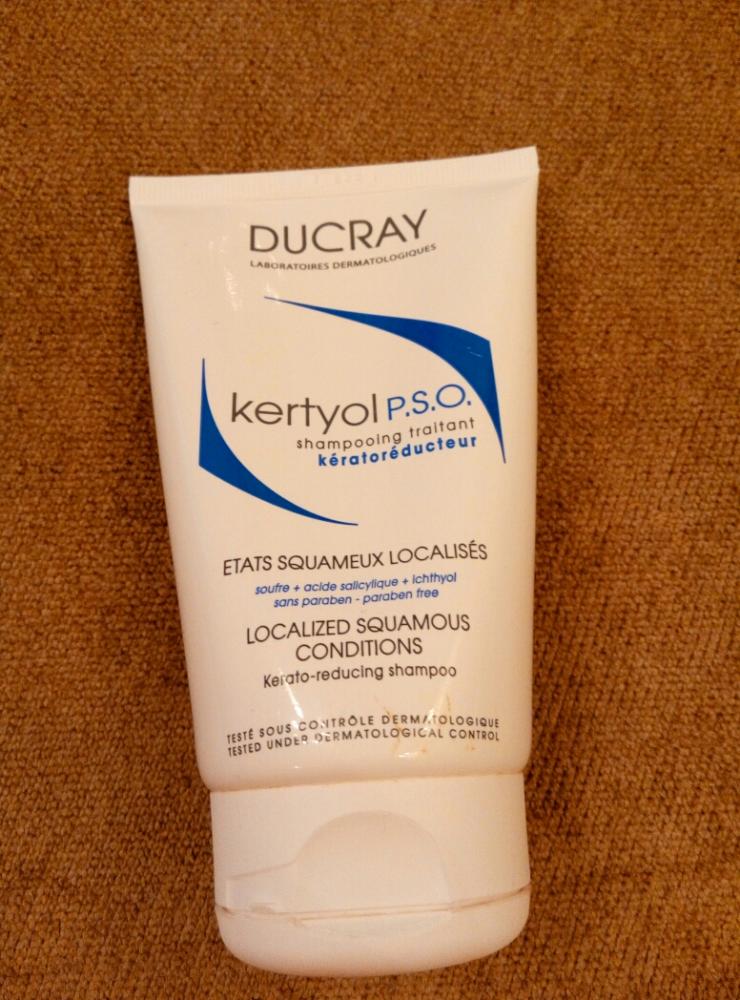 DUCRAY
LABORATOIRES DERMATOLOGIQUES
kertyol P.S.O.
shampooing traitant
kératoréducteur
ETATS SQUAMEUX LOCALISÉS
soufre + acide salicylique + ichthyol
sans paraben - paraben free
LOCALIZED SQUAMOUS
CONDITIONS
Kerato-reducing shampoo
TESTÉ SOUS CONTRÔLE DERMATOLOGIQUE
TESTED UNDER DERMATOLOGICAL CONTROL